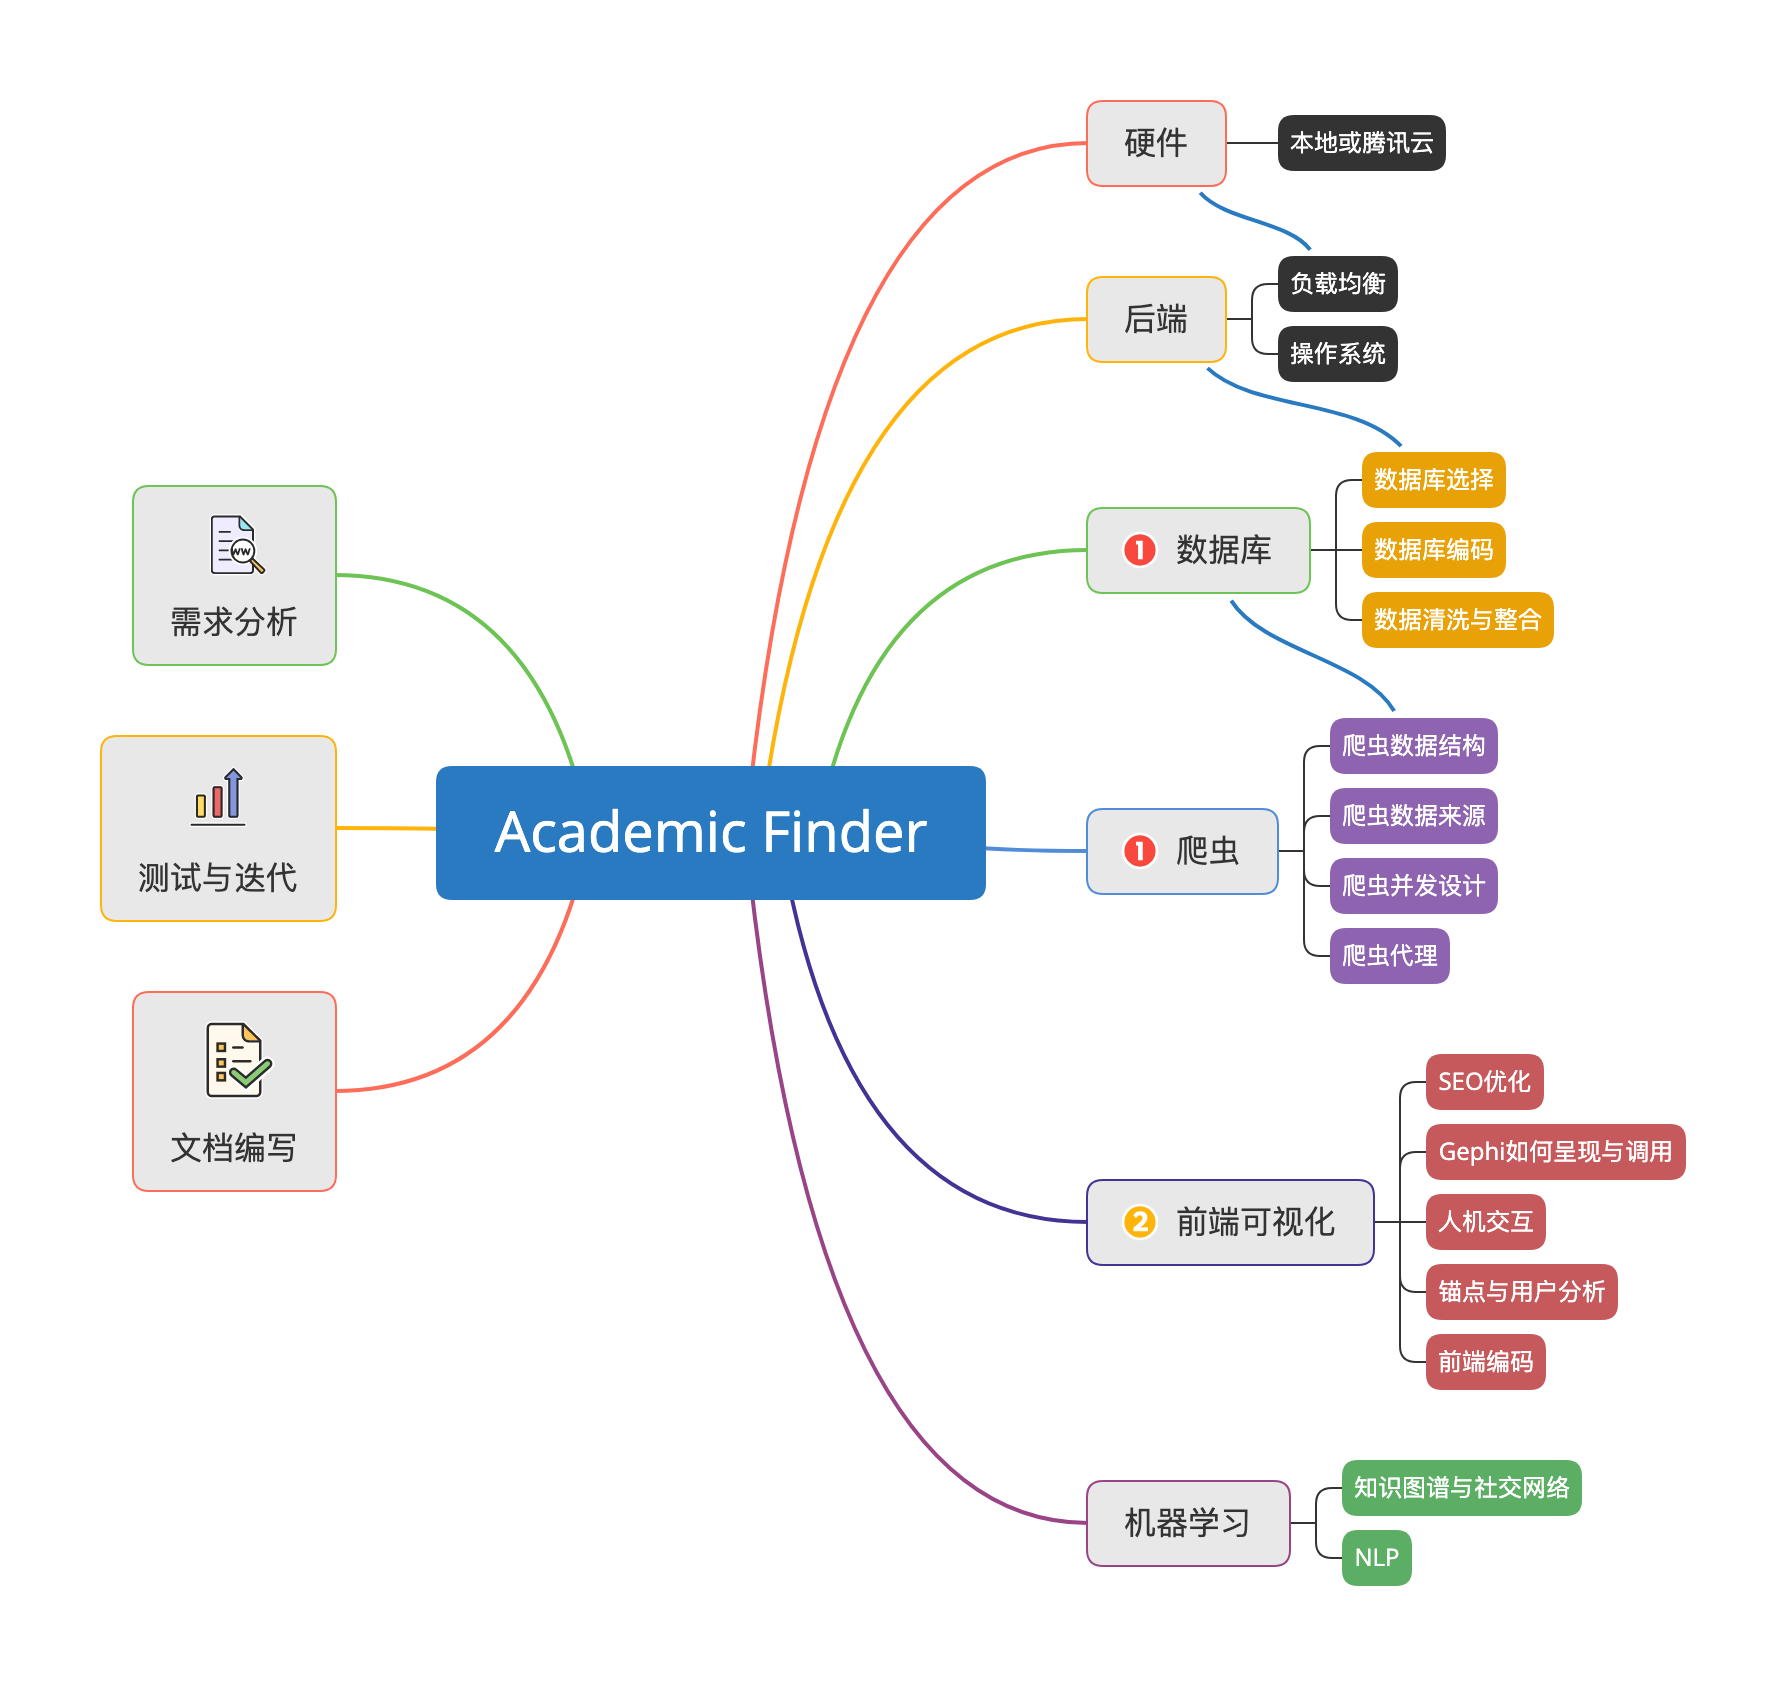 Academic Finder
硬件
本地或腾讯云
后端
负载均衡
操作系统
1 数据库
数据库选择
数据库编码
数据清洗与整合
1 爬虫
爬虫数据结构
爬虫数据来源
爬虫并发设计
爬虫代理
2 前端可视化
SEO优化
Gephi如何呈现与调用
人机交互
锚点与用户分析
前端编码
机器学习
知识图谱与社交网络
NLP
WW
需求分析
测试与迭代
文档编写